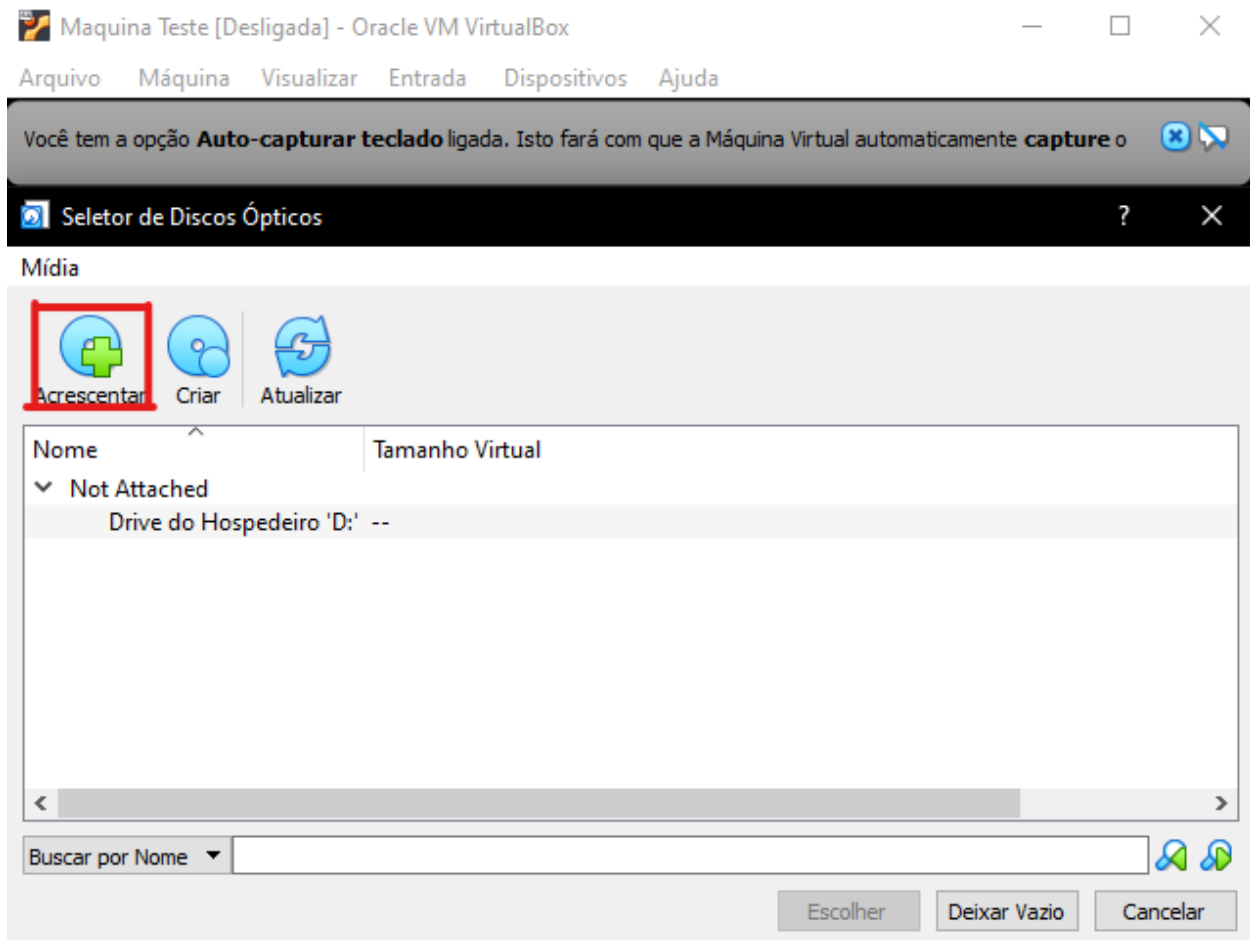 Maquina Teste [Desligada] - Oracle VM VirtualBox
Arquivo Máquina Visualizar Entrada Dispositivos Ajuda
Você tem a opção Auto-capturar teclado ligada. Isto fará com que a Máquina Virtual automaticamente capture o
Seletor de Discos Ópticos ?
Mídia
Acrescentar Criar Atualizar
Nome Tamanho Virtual
Not Attached
Drive do Hospedeiro 'D:' --
Buscar por Nome
Escolher Deixar Vazio Cancelar